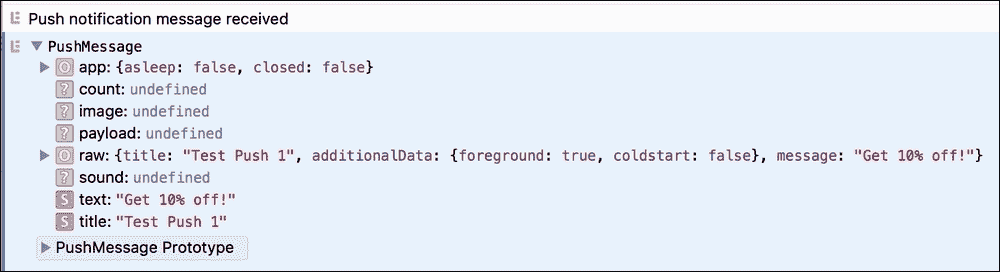 Push notification message received
PushMessage
O app: {asleep: false, closed: false}
? count: undefined
? image: undefined
? payload: undefined
O raw: {title: "Test Push 1", additionalData: {foreground: true, coldstart: false}, message: "Get 10% off!"}
? sound: undefined
S text: "Get 10% off!"
S title: "Test Push 1"
PushMessage Prototype